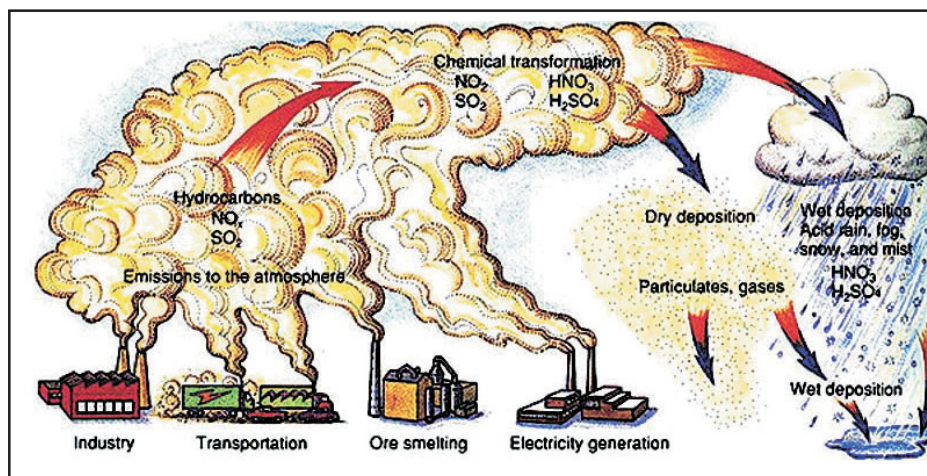 Chemical transformation
NO₂ HNO₃
SO₂ H₂SO₄
Hydrocarbons
NOₓ
SO₂
Emissions to the atmosphere
Dry deposition
Particulates, gases
Wet deposition
Acid rain, fog,
snow, and mist
HNO₃
H₂SO₄
Wet deposition
Industry
Transportation
Ore smelting
Electricity generation